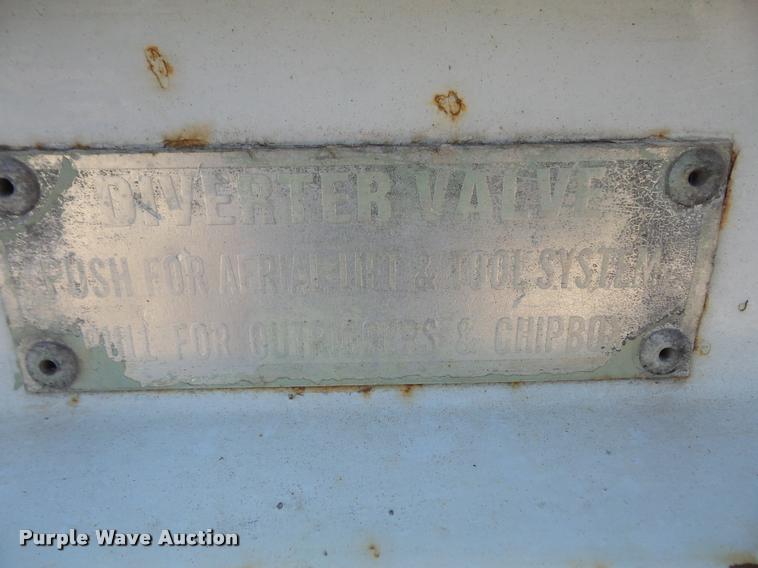 DIVERTER VALVE
PUSH FOR AERIAL LIFT & TOOL SYSTEM
PULL FOR OUTRIGGERS & CHIPBOX
Purple Wave Auction